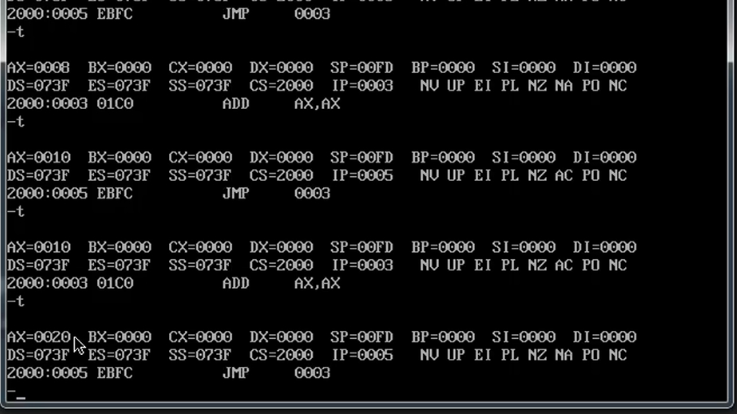 2000:0005 EBFC JMP 0003
-t
AX=0008 BX=0000 CX=0000 DX=0000 SP=00FD BP=0000 SI=0000 DI=0000
DS=073F ES=073F SS=073F CS=2000 IP=0003 NV UP EI PL NZ NA PO NC
2000:0003 01C0 ADD AX,AX
-t
AX=0010 BX=0000 CX=0000 DX=0000 SP=00FD BP=0000 SI=0000 DI=0000
DS=073F ES=073F SS=073F CS=2000 IP=0005 NV UP EI PL NZ AC PO NC
2000:0005 EBFC JMP 0003
-t
AX=0010 BX=0000 CX=0000 DX=0000 SP=00FD BP=0000 SI=0000 DI=0000
DS=073F ES=073F SS=073F CS=2000 IP=0003 NV UP EI PL NZ AC PO NC
2000:0003 01C0 ADD AX,AX
-t
AX=0020 BX=0000 CX=0000 DX=0000 SP=00FD BP=0000 SI=0000 DI=0000
DS=073F ES=073F SS=073F CS=2000 IP=0005 NV UP EI PL NZ NA PO NC
2000:0005 EBFC JMP 0003
-_